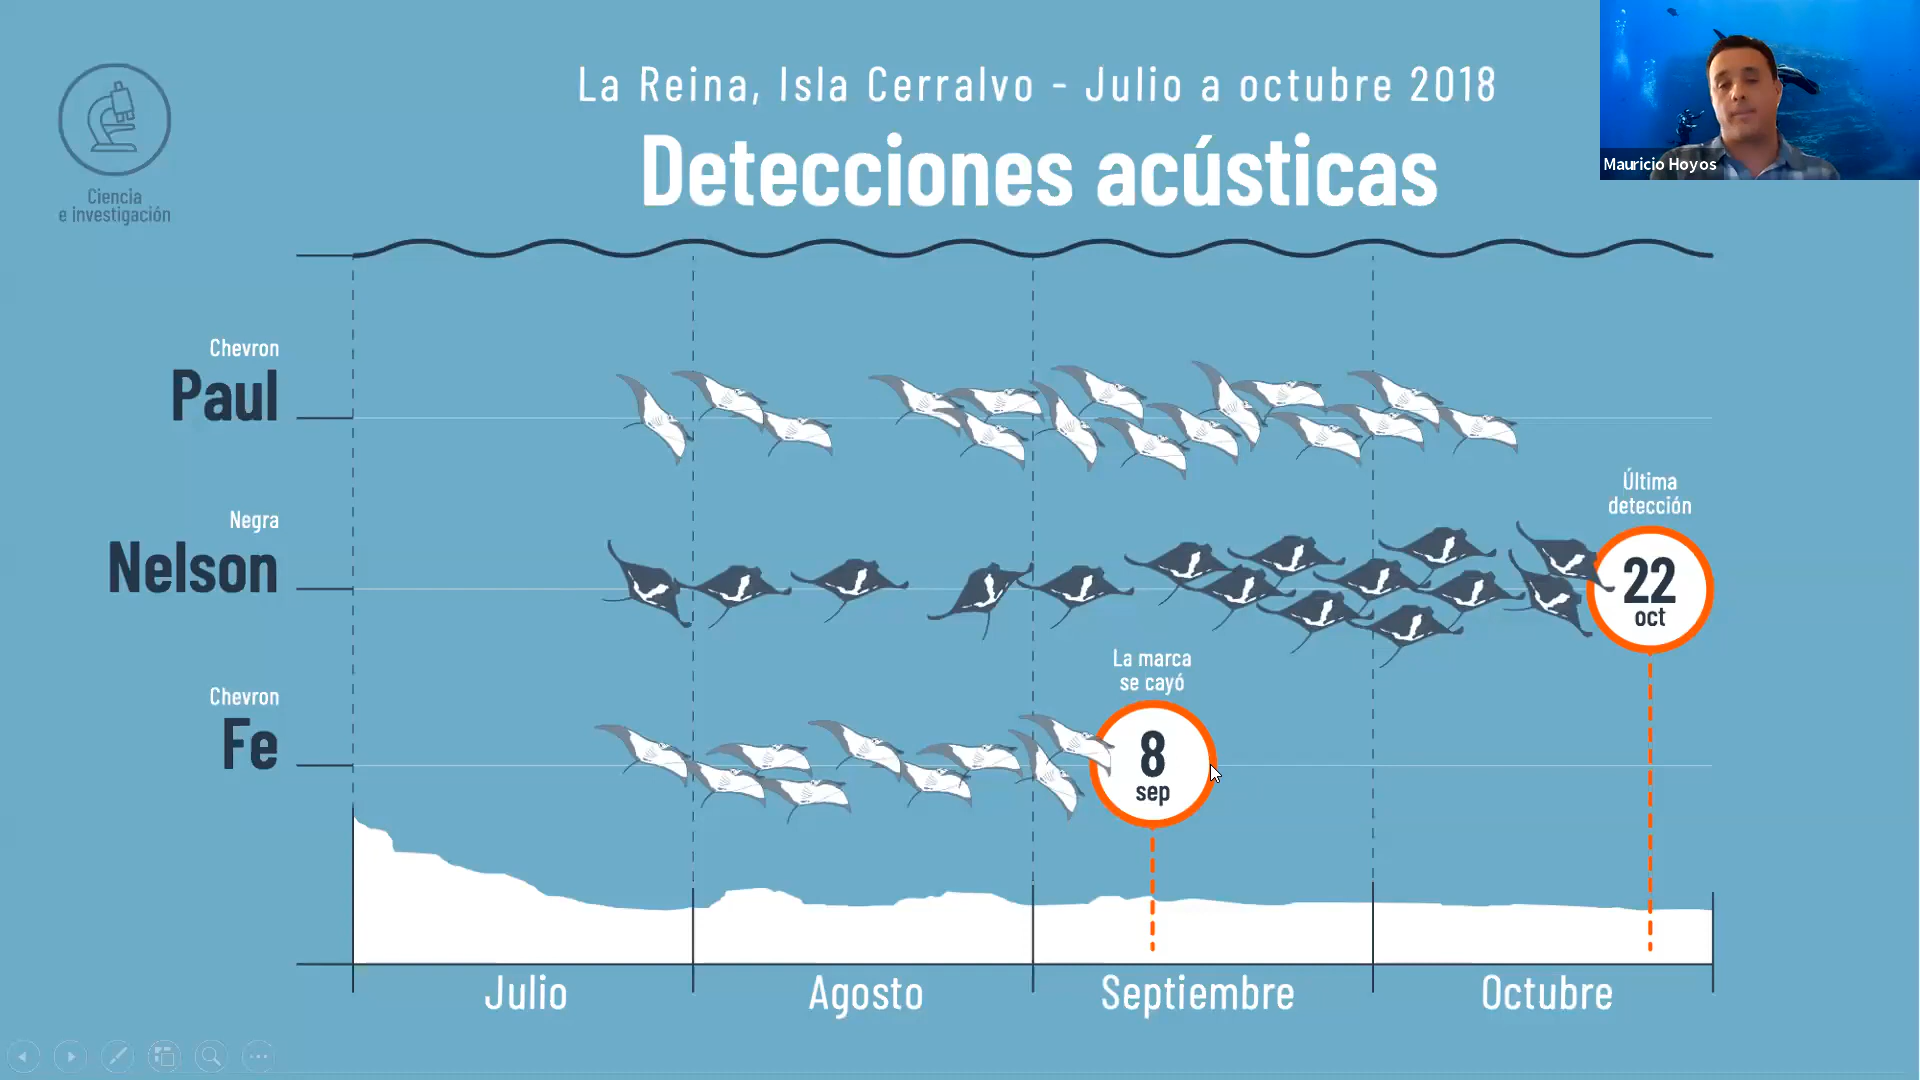 La Reina, Isla Cerralvo - Julio a octubre 2018
Detecciones acústicas
Ciencia
e investigación
Mauricio Hoyos
Chevron
Paul
Negra
Nelson
Última
detección
22
oct
Chevron
Fe
La marca
se cayó
8
sep
Julio
Agosto
Septiembre
Octubre